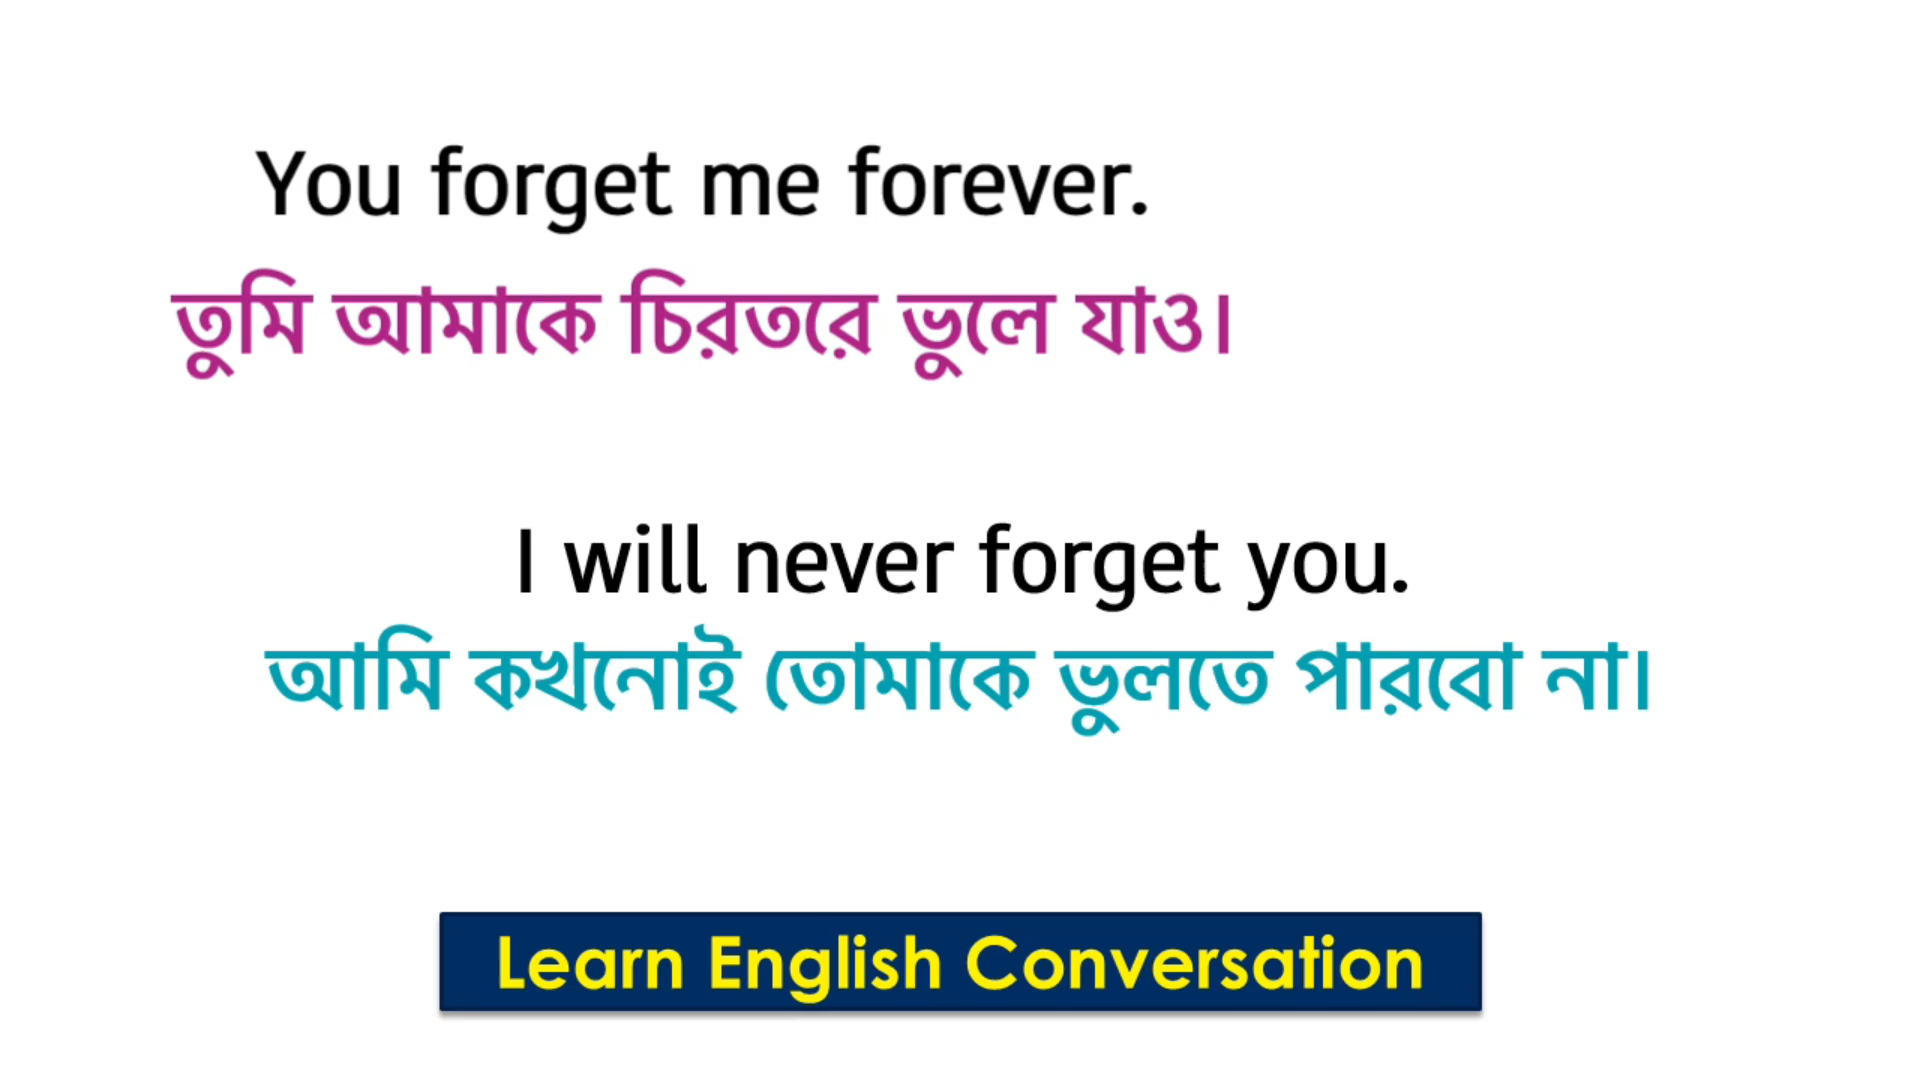 You forget me forever.
তুমি আমাকে চিরতরে ভুলে যাও।
I will never forget you.
আমি কখনোই তোমাকে ভুলতে পারবো না।
Learn English Conversation